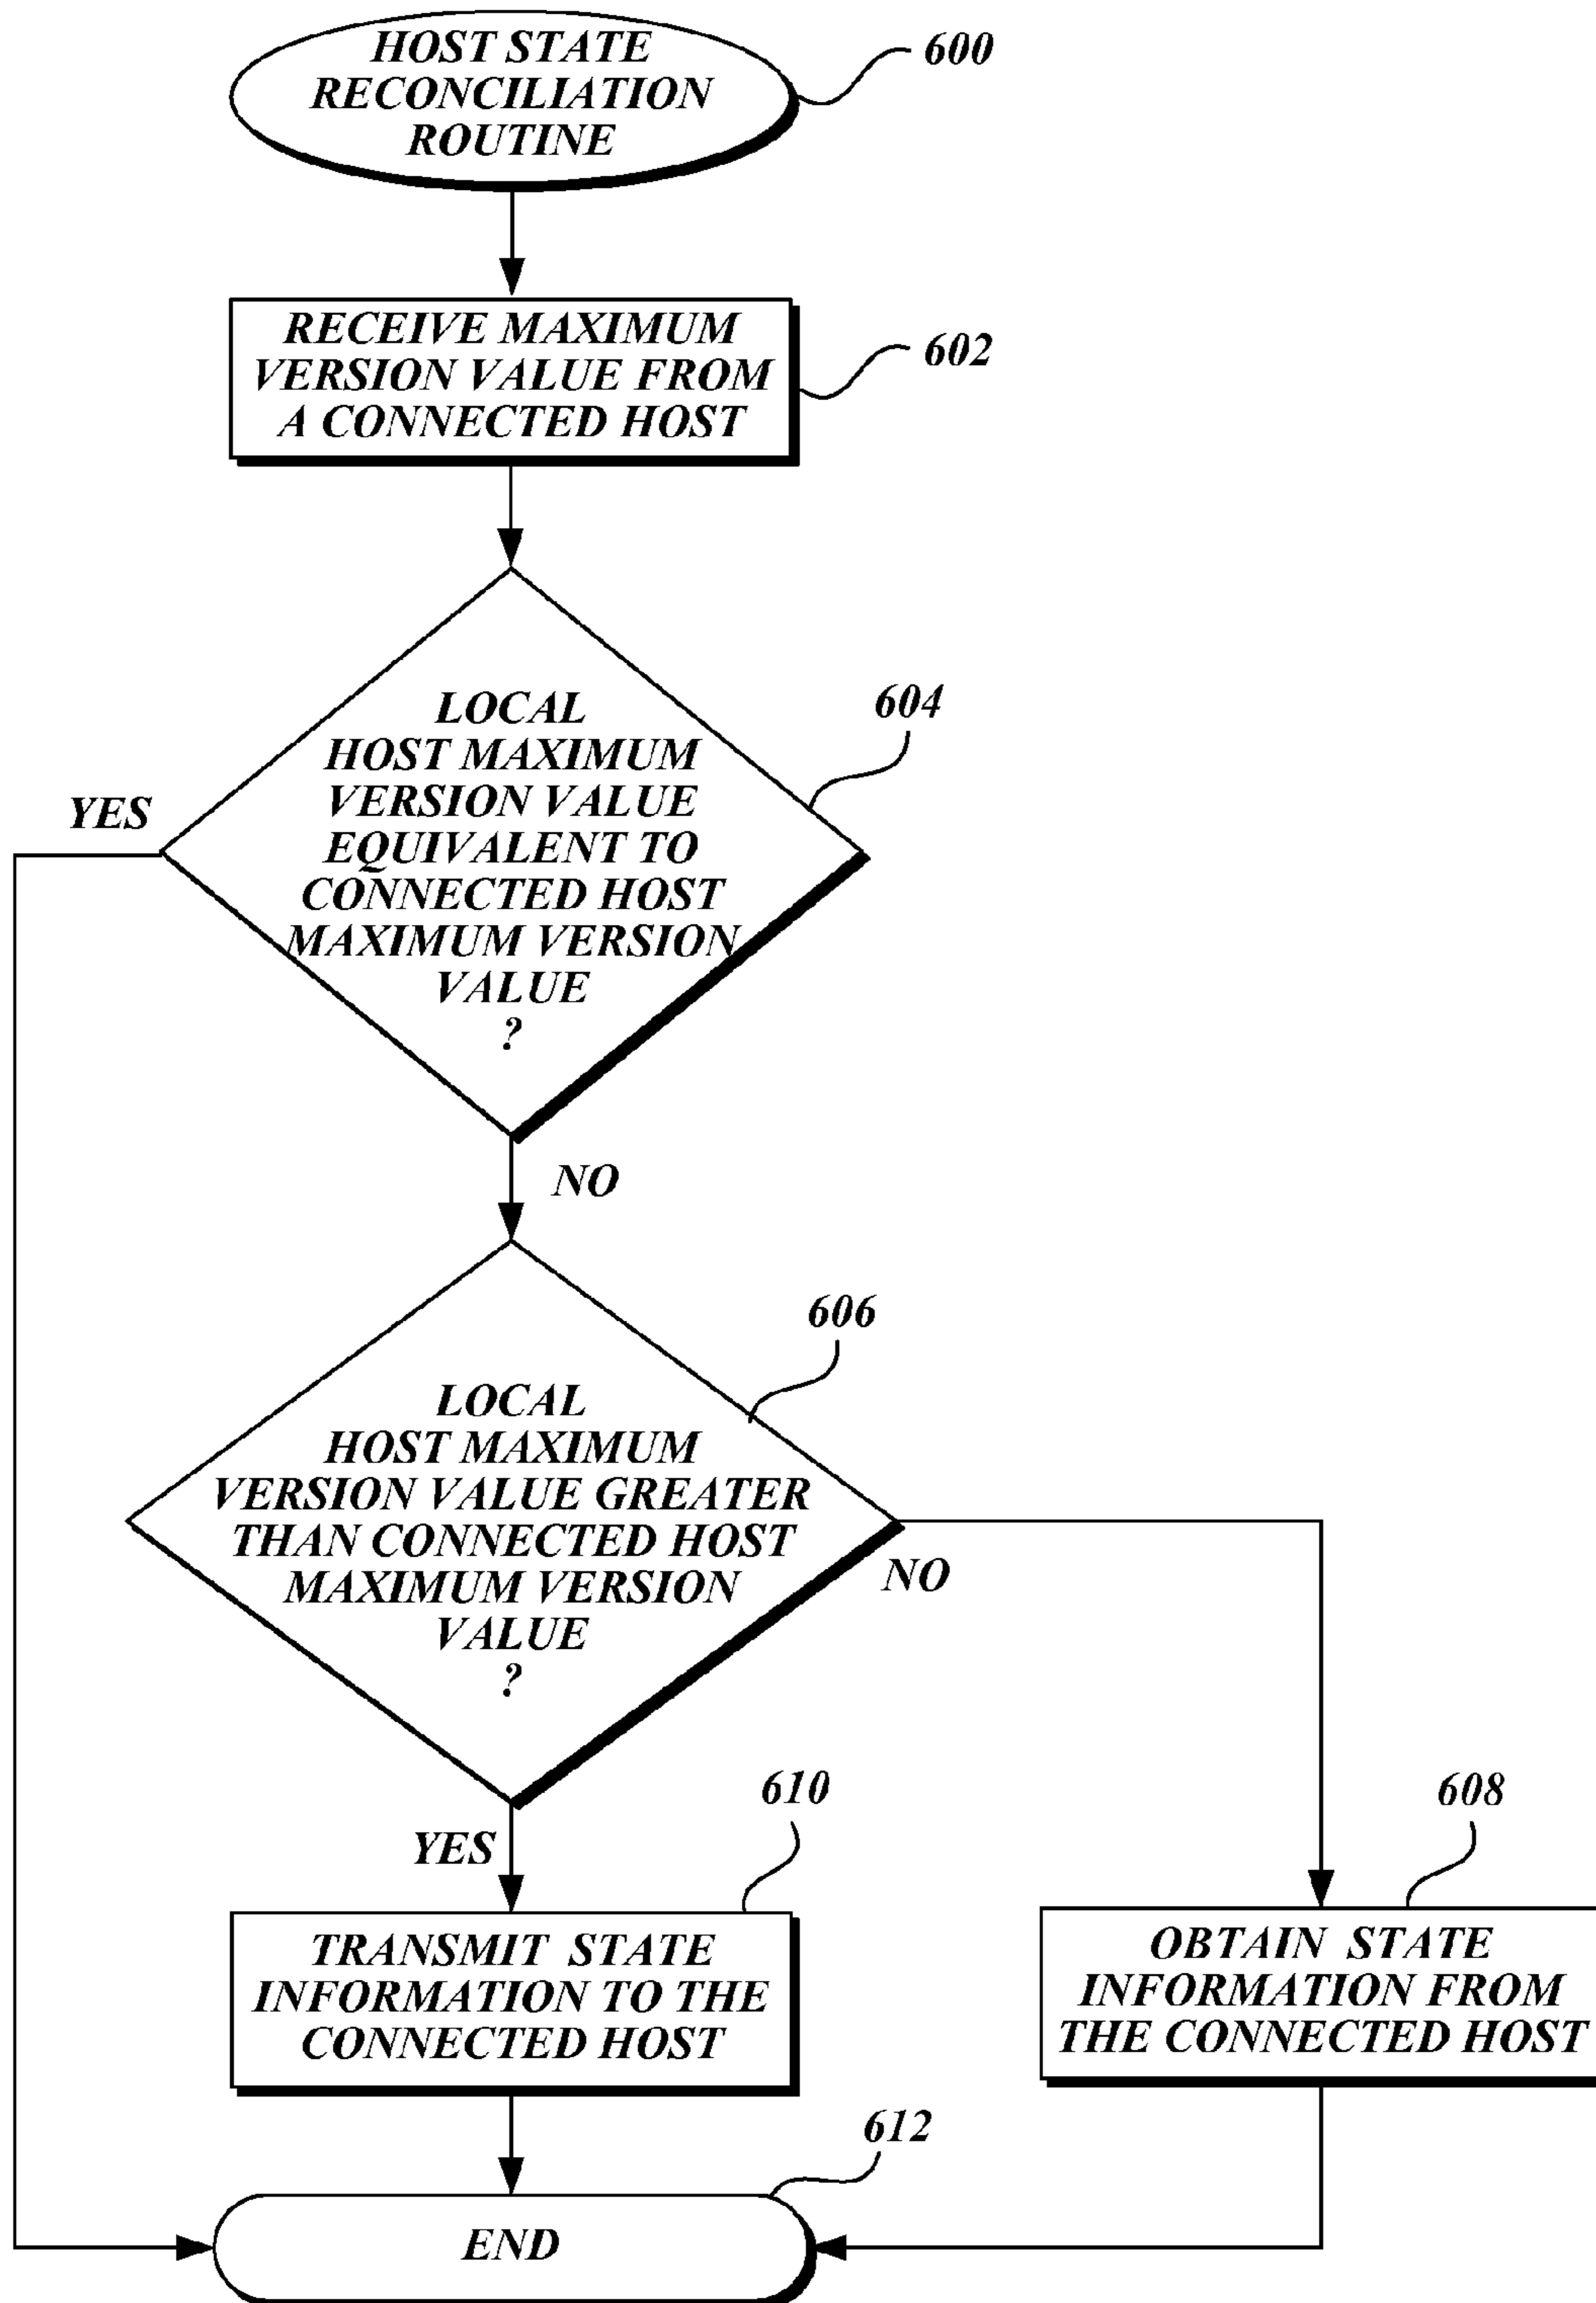 HOST STATE
RECONCILIATION
ROUTINE
600
RECEIVE MAXIMUM
VERSION VALUE FROM
A CONNECTED HOST
602
LOCAL
HOST MAXIMUM
VERSION VALUE
EQUIVALENT TO
CONNECTED HOST
MAXIMUM VERSION
VALUE
?
604
YES
NO
606
LOCAL
HOST MAXIMUM
VERSION VALUE GREATER
THAN CONNECTED HOST
MAXIMUM VERSION
VALUE
?
NO
YES
610
608
TRANSMIT STATE
INFORMATION TO THE
CONNECTED HOST
OBTAIN STATE
INFORMATION FROM
THE CONNECTED HOST
612
END